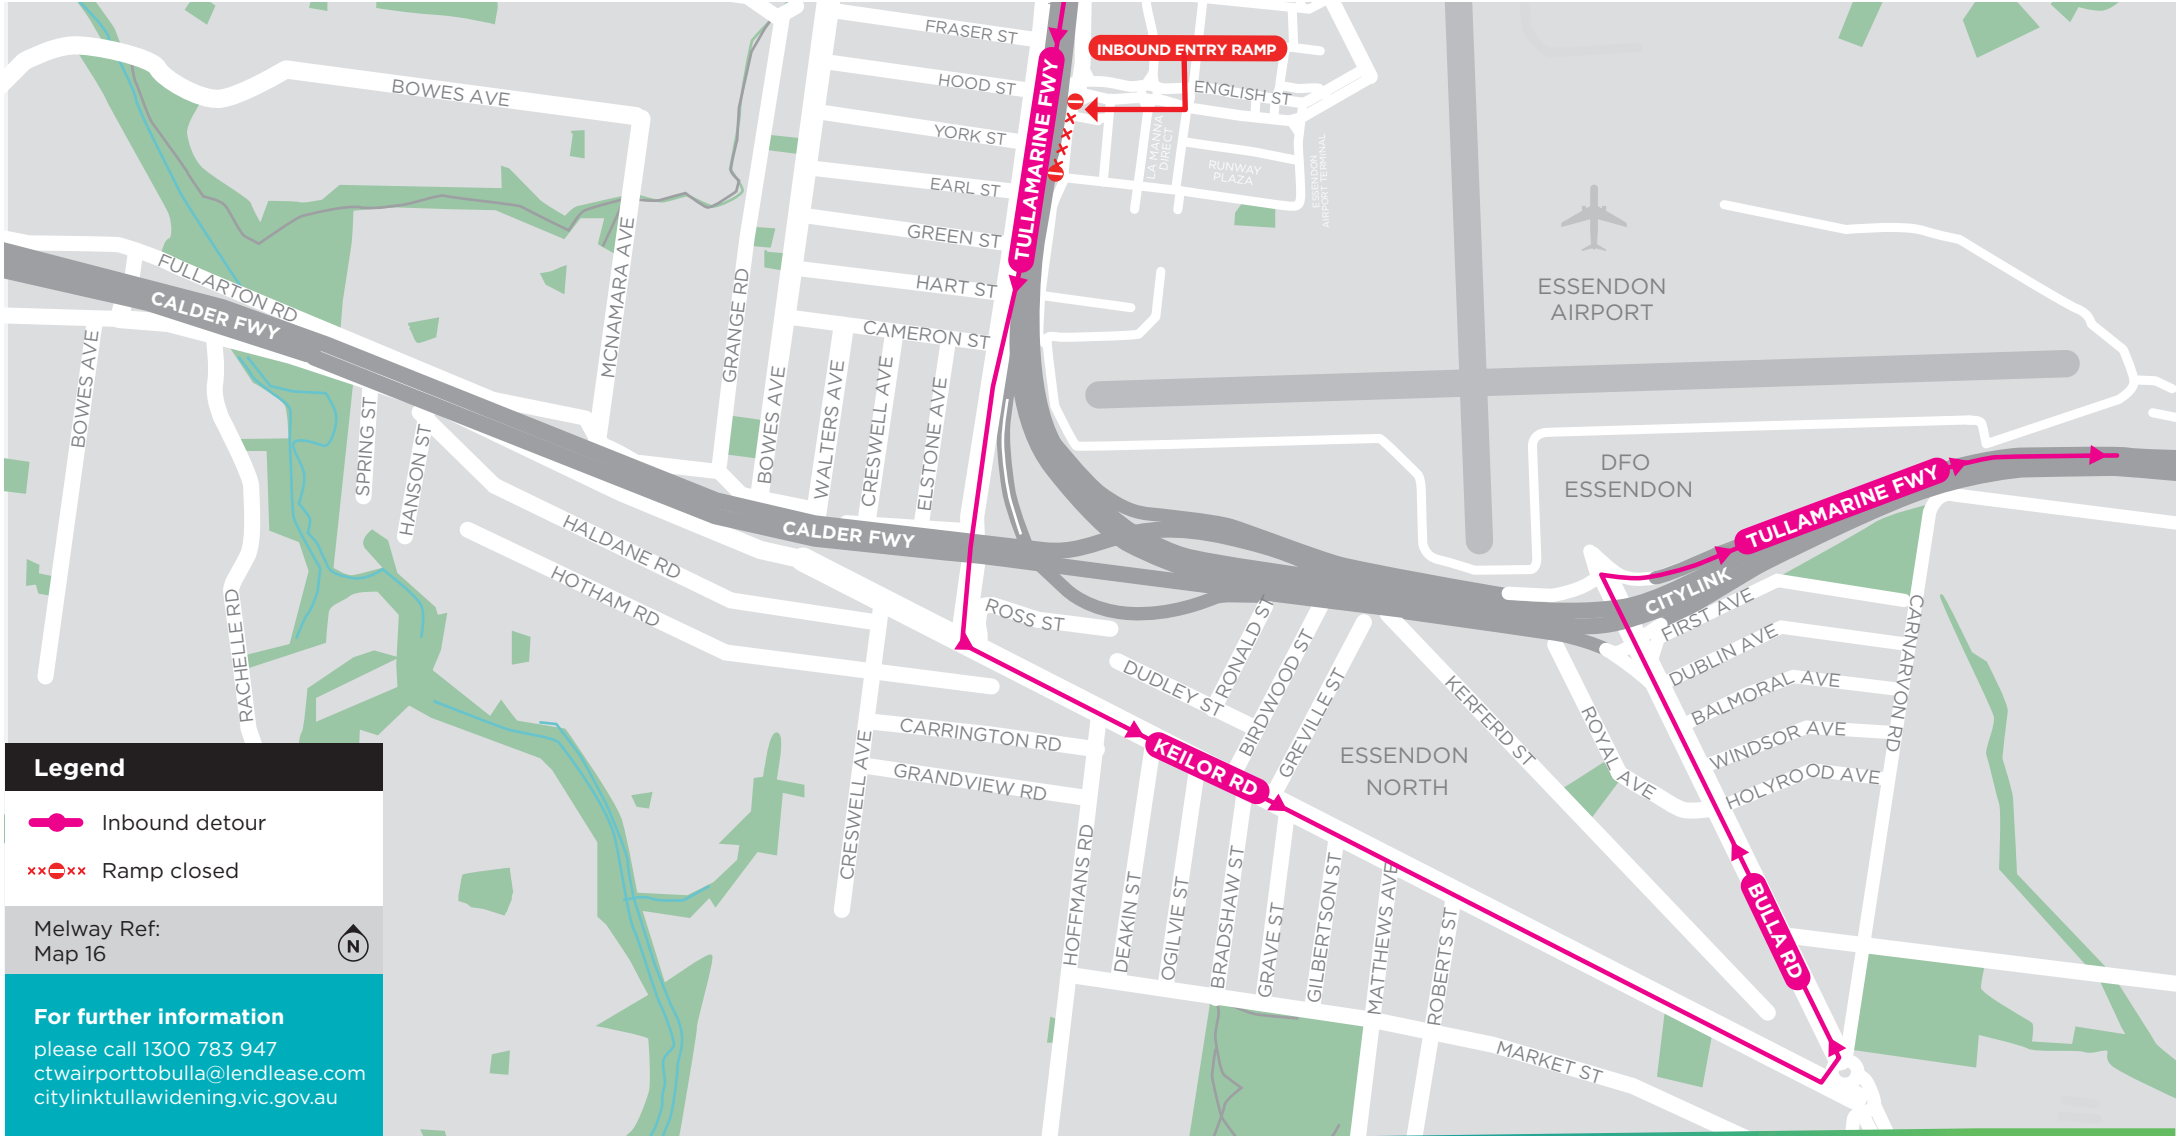 FRASER ST
HOOD ST
YORK ST
EARL ST
GREEN ST
HART ST
CAMERON ST
TULLAMARINE FWY
INBOUND ENTRY RAMP
ENGLISH ST
LA MANNA
DIRECT
RUNWAY
PLAZA
ESSENDON
AIRPORT TERMINAL
BOWES AVE
FULLARTON RD
CALDER FWY
MCNAMARA AVE
GRANGE RD
BOWES AVE
BOWES AVE
WALTERS AVE
CRESWELL AVE
ELSTONE AVE
SPRING ST
HANSON ST
ESSENDON
AIRPORT
DFO
ESSENDON
TULLAMARINE FWY
CITYLINK
CALDER FWY
HALDANE RD
HOTHAM RD
RACHELLE RD
ROSS ST
DUDLEY ST
RONALD ST
BIRDWOOD ST
GREVILLE ST
KERFERD ST
ROYAL AVE
FIRST AVE
DUBLIN AVE
BALMORAL AVE
WINDSOR AVE
HOLYROOD AVE
CARNARVON RD
CARRINGTON RD
GRANDVIEW RD
CRESWELL AVE
KEILOR RD
ESSENDON
NORTH
HOFFMANS RD
DEAKIN ST
OGILVIE ST
BRADSHAW ST
GRAVE ST
GILBERTSON ST
MATTHEWS AVE
ROBERTS ST
BULLA RD
MARKET ST
Legend
Inbound detour
Ramp closed
Melway Ref:
Map 16
N
For further information
please call 1300 783 947
ctwairporttobulla@lendlease.com
citylinktullawidening.vic.gov.au